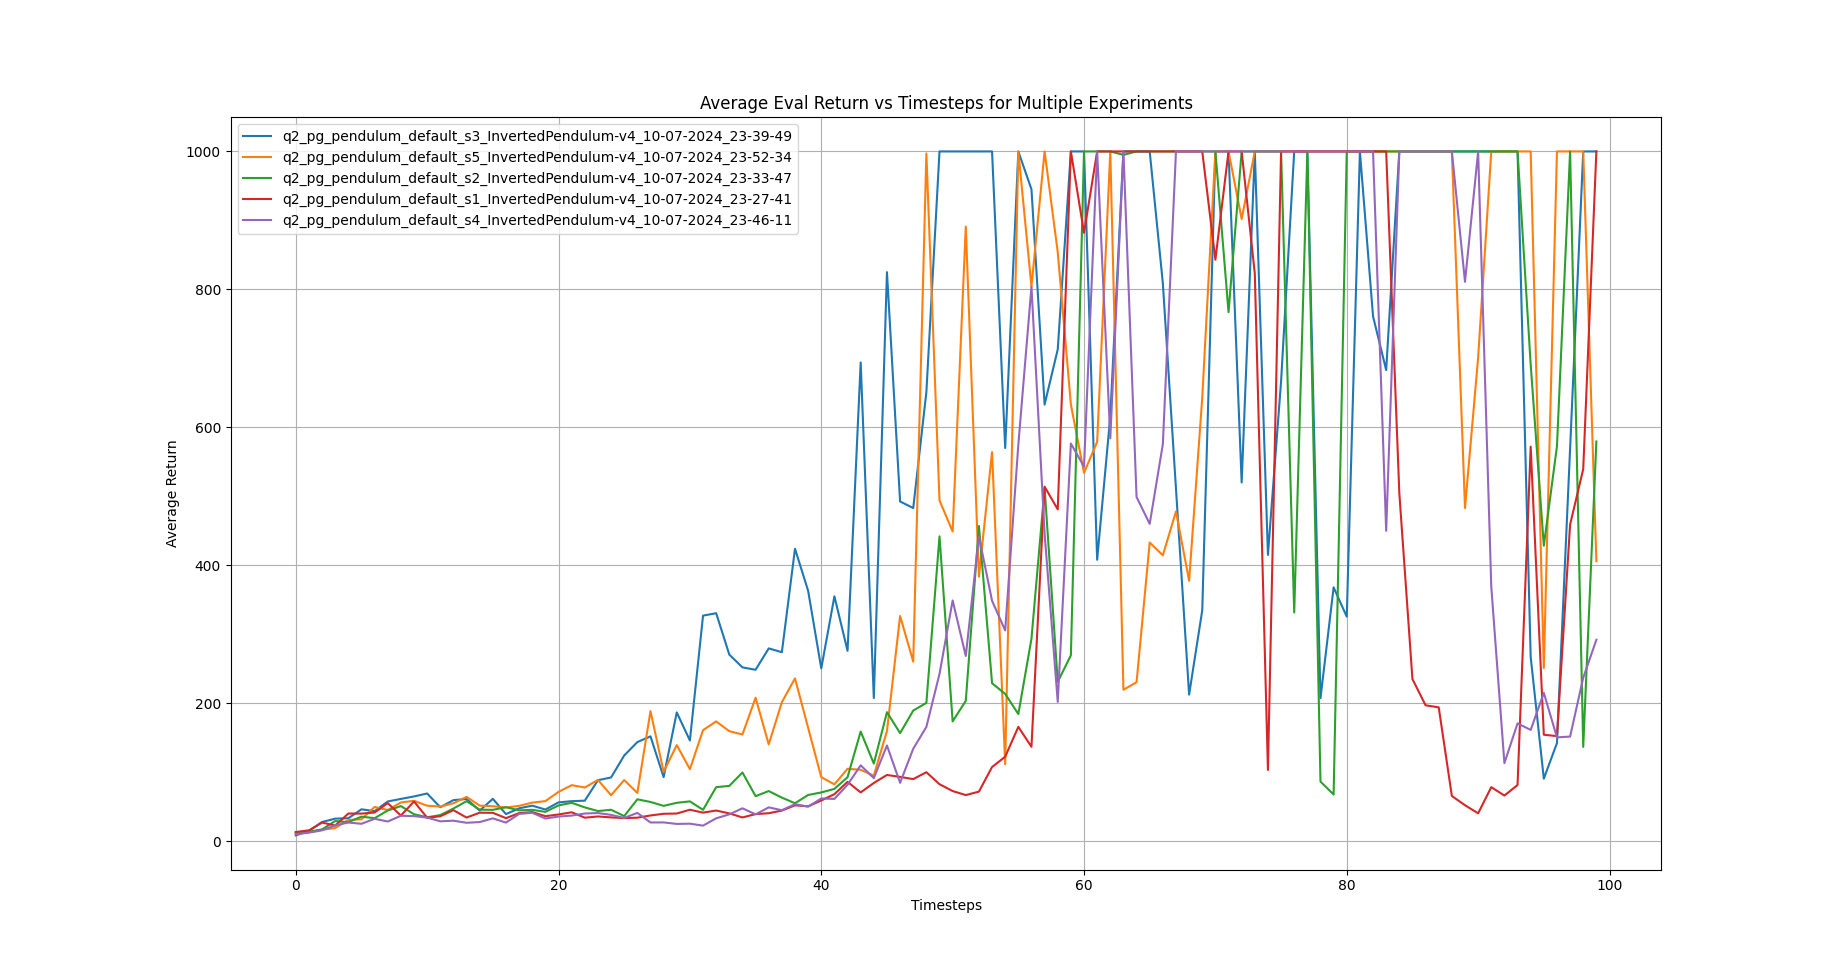 Average Eval Return vs Timesteps for Multiple Experiments
q2_pg_pendulum_default_s3_InvertedPendulum-v4_10-07-2024_23-39-49
q2_pg_pendulum_default_s5_InvertedPendulum-v4_10-07-2024_23-52-34
q2_pg_pendulum_default_s2_InvertedPendulum-v4_10-07-2024_23-33-47
q2_pg_pendulum_default_s1_InvertedPendulum-v4_10-07-2024_23-27-41
q2_pg_pendulum_default_s4_InvertedPendulum-v4_10-07-2024_23-46-11
1000
800
600
400
200
0
Average Return
0 20 40 60 80 100
Timesteps